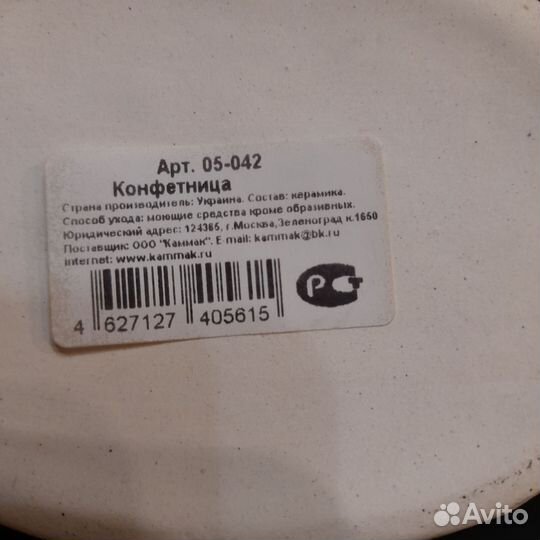 Арт. 05-042
Конфетница
Страна производитель: Украина. Состав: керамика.
Способ ухода: моющие средства кроме образивных.
Юридический адрес: 124365, г.Москва,Зеленоград к.1650
Поставщик: ООО "Каммак". E mail: kammak@bk.ru
internet: www.kammak.ru
4 627127 405615
РСТ
Avito